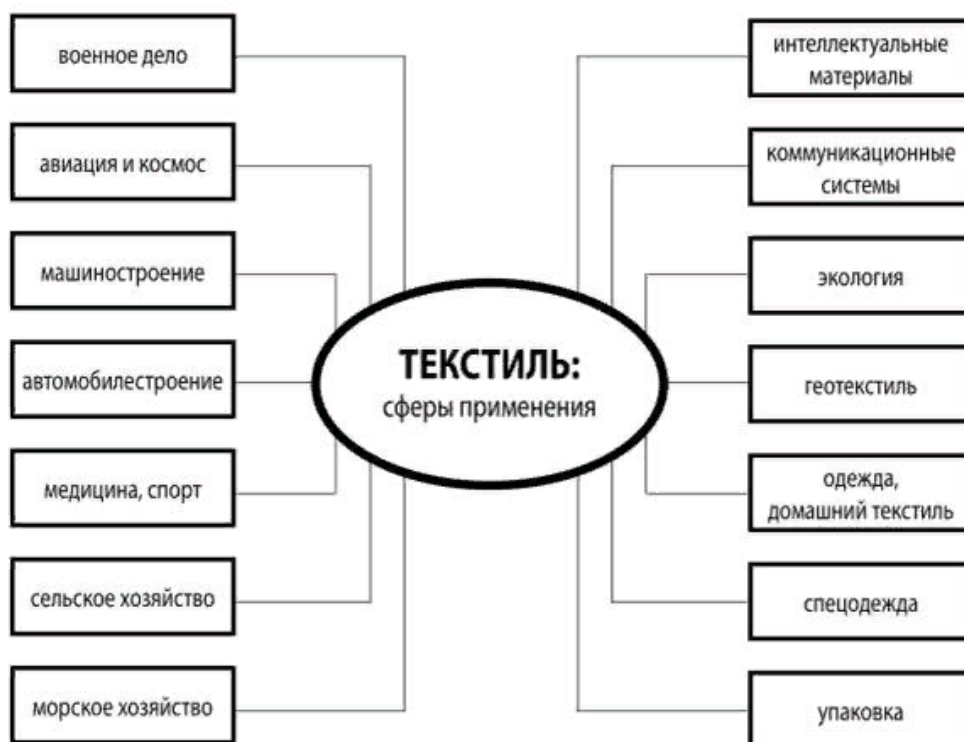 военное дело
авиация и космос
машиностроение
автомобилестроение
медицина, спорт
сельское хозяйство
морское хозяйство
ТЕКСТИЛЬ:
сферы применения
интеллектуальные
материалы
коммуникационные
системы
экология
геотекстиль
одежда,
домашний текстиль
спецодежда
упаковка